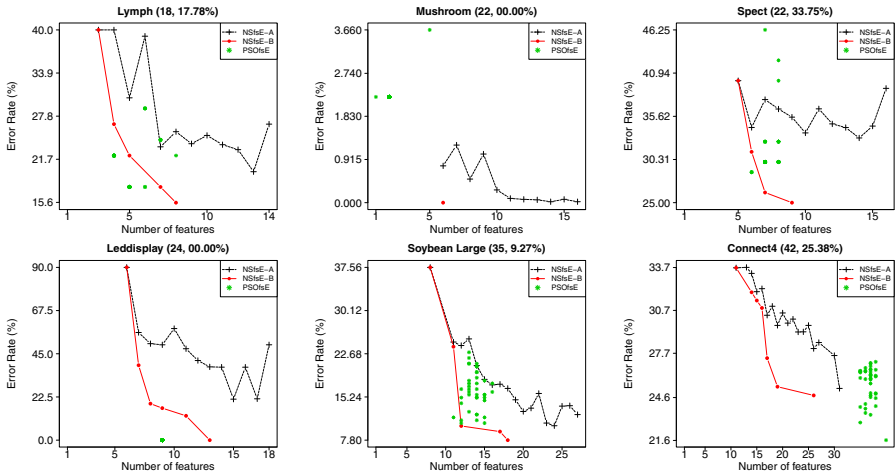 Lymph (18, 17.78%)
Error Rate (%)
40.0
33.9
27.8
21.7
15.6
1
5
10
14
Number of features
NSfsE-A
NSfsE-B
PSOfsE
Mushroom (22, 00.00%)
Error Rate (%)
3.660
2.740
1.830
0.915
0.000
1
5
10
15
Number of features
NSfsE-A
NSfsE-B
PSOfsE
Spect (22, 33.75%)
Error Rate (%)
46.25
40.94
35.62
30.31
25.00
1
5
10
15
Number of features
NSfsE-A
NSfsE-B
PSOfsE
Leddisplay (24, 00.00%)
Error Rate (%)
90.0
67.5
45.0
22.5
0.0
1
5
10
15
18
Number of features
NSfsE-A
NSfsE-B
PSOfsE
Soybean Large (35, 9.27%)
Error Rate (%)
37.56
30.12
22.68
15.24
7.80
1
5
10
15
20
25
Number of features
NSfsE-A
NSfsE-B
PSOfsE
Connect4 (42, 25.38%)
Error Rate (%)
33.7
30.7
27.7
24.6
21.6
1
5
10
15
20
25
30
Number of features
NSfsE-A
NSfsE-B
PSOfsE